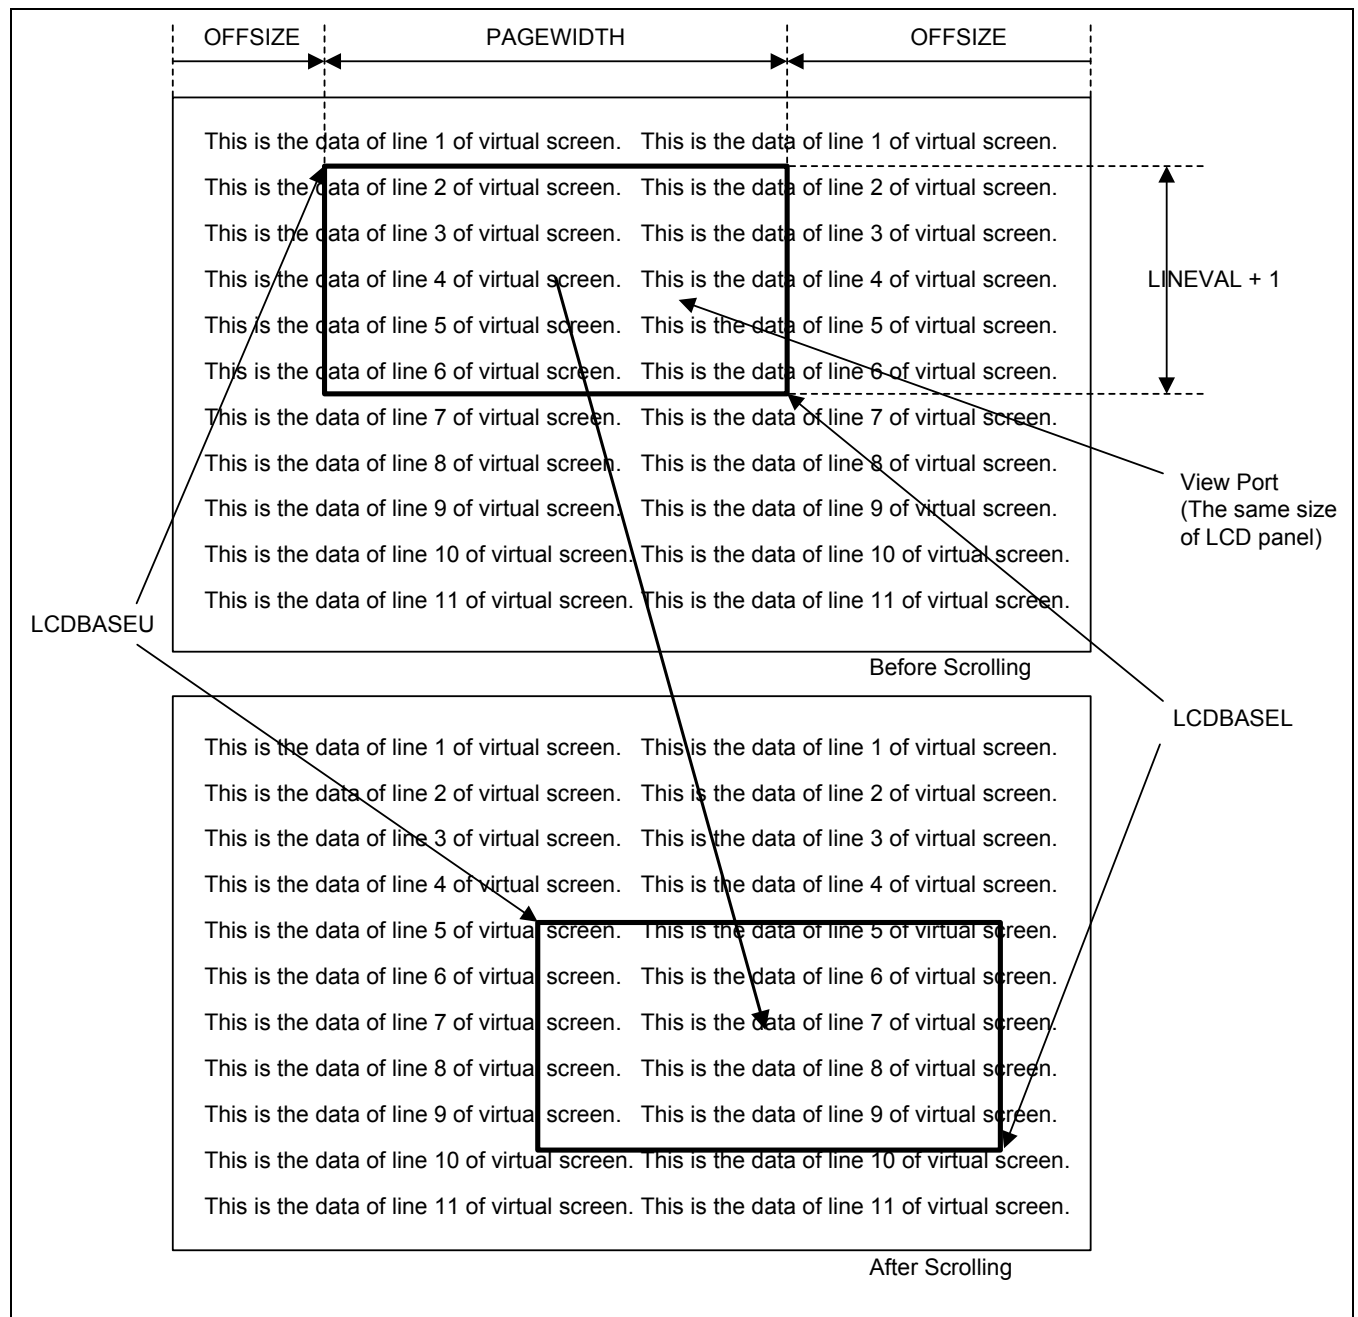 OFFSIZE PAGEWIDTH OFFSIZE
This is the data of line 1 of virtual screen. This is the data of line 1 of virtual screen.
This is the data of line 2 of virtual screen. This is the data of line 2 of virtual screen.
This is the data of line 3 of virtual screen. This is the data of line 3 of virtual screen.
This is the data of line 4 of virtual screen. This is the data of line 4 of virtual screen.
LINEVAL + 1
This is the data of line 5 of virtual screen. This is the data of line 5 of virtual screen.
This is the data of line 6 of virtual screen. This is the data of line 6 of virtual screen.
This is the data of line 7 of virtual screen. This is the data of line 7 of virtual screen.
This is the data of line 8 of virtual screen. This is the data of line 8 of virtual screen.
This is the data of line 9 of virtual screen. This is the data of line 9 of virtual screen.
This is the data of line 10 of virtual screen. This is the data of line 10 of virtual screen.
This is the data of line 11 of virtual screen. This is the data of line 11 of virtual screen.
View Port
(The same size
of LCD panel)
LCDBASEU
Before Scrolling
LCDBASEL
This is the data of line 1 of virtual screen. This is the data of line 1 of virtual screen.
This is the data of line 2 of virtual screen. This is the data of line 2 of virtual screen.
This is the data of line 3 of virtual screen. This is the data of line 3 of virtual screen.
This is the data of line 4 of virtual screen. This is the data of line 4 of virtual screen.
This is the data of line 5 of virtual screen. This is the data of line 5 of virtual screen.
This is the data of line 6 of virtual screen. This is the data of line 6 of virtual screen.
This is the data of line 7 of virtual screen. This is the data of line 7 of virtual screen.
This is the data of line 8 of virtual screen. This is the data of line 8 of virtual screen.
This is the data of line 9 of virtual screen. This is the data of line 9 of virtual screen.
This is the data of line 10 of virtual screen. This is the data of line 10 of virtual screen.
This is the data of line 11 of virtual screen. This is the data of line 11 of virtual screen.
After Scrolling